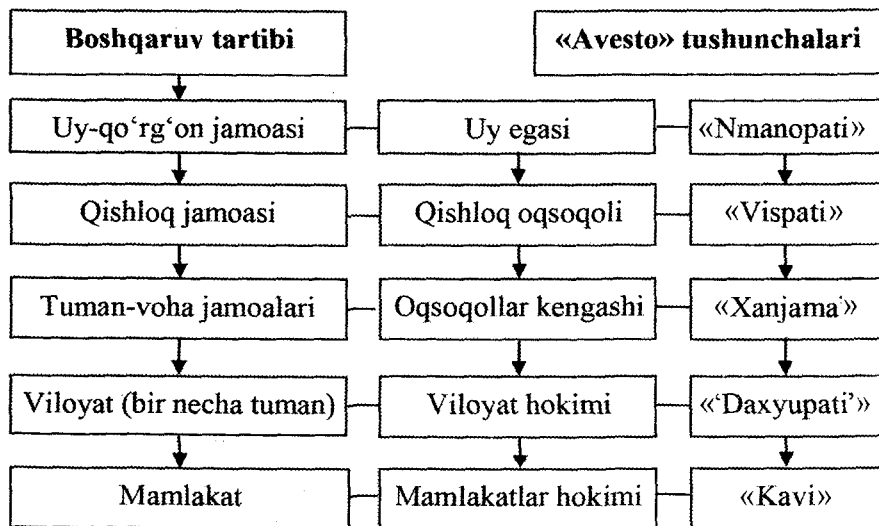 Boshqaruv tartibi
«Avesto» tushunchalari
Uy-qo‘rg‘on jamoasi
Uy egasi
«Nmanopati»
Qishloq jamoasi
Qishloq oqsoqoli
«Vispati»
Tuman-voha jamoalari
Oqsoqollar kengashi
«Xanjama'»
Viloyat (bir necha tuman)
Viloyat hokimi
«‘Daxyupati’»
Mamlakat
Mamlakatlar hokimi
«Kavi»